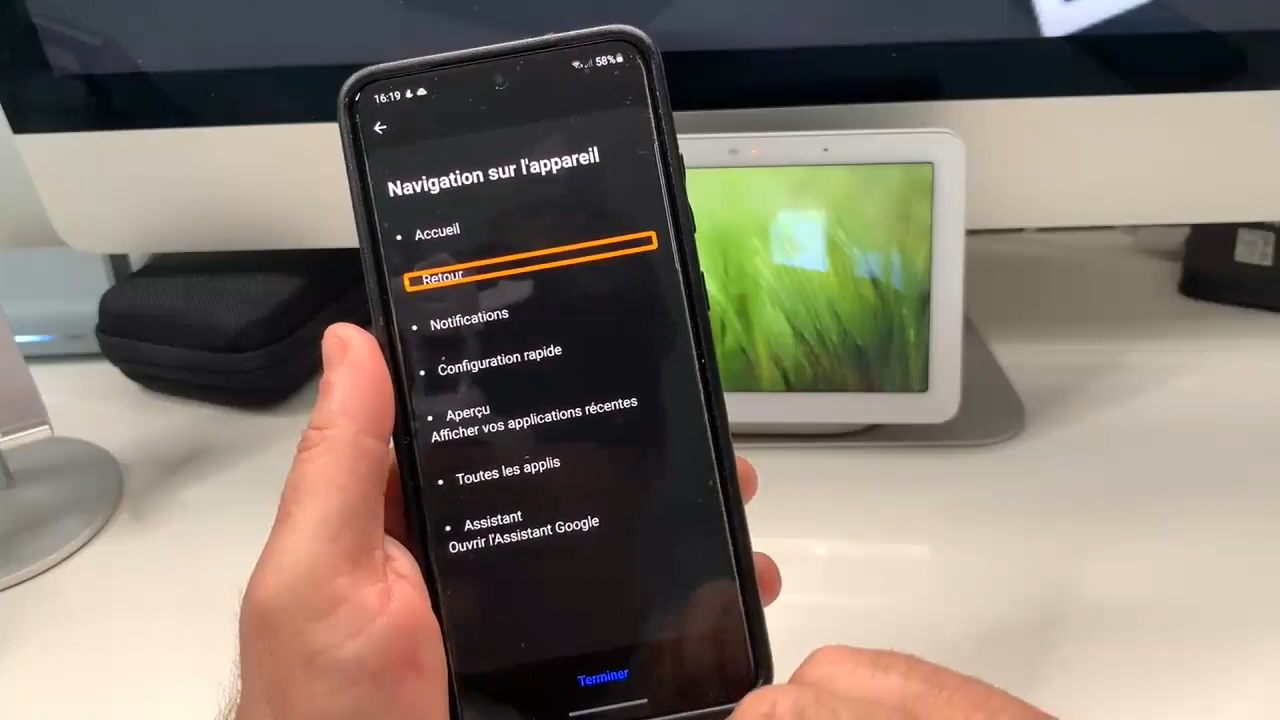 16:19
58%
Navigation sur l'appareil
• Accueil
Retour
• Notifications
• Configuration rapide
• Aperçu
Afficher vos applications récentes
• Toutes les applis
• Assistant
Ouvrir l'Assistant Google
Terminer